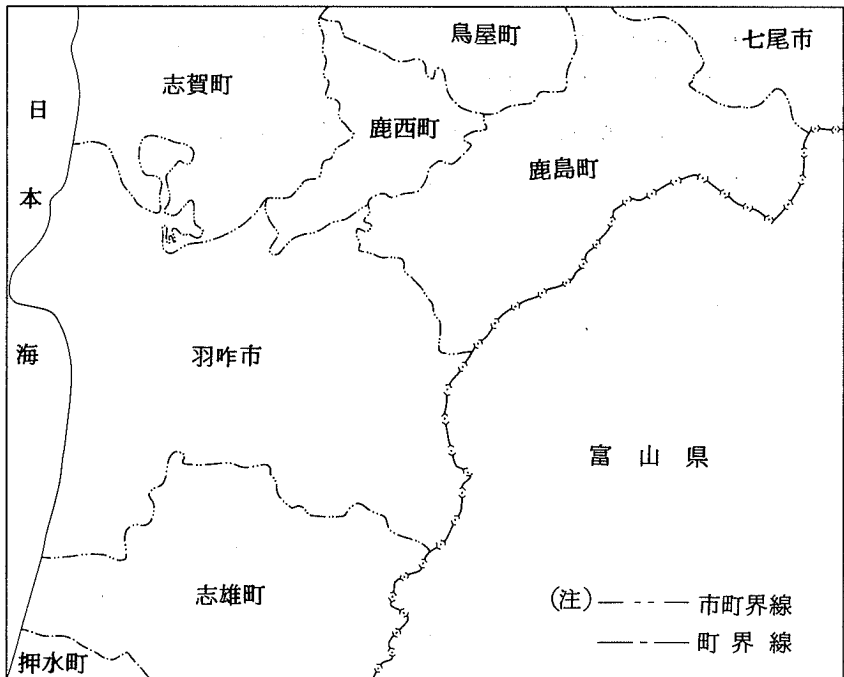 鳥屋町
七尾市
志賀町
日本海
鹿西町
鹿島町
羽咋市
富山県
志雄町
(注) 市町界線
町界線
押水町